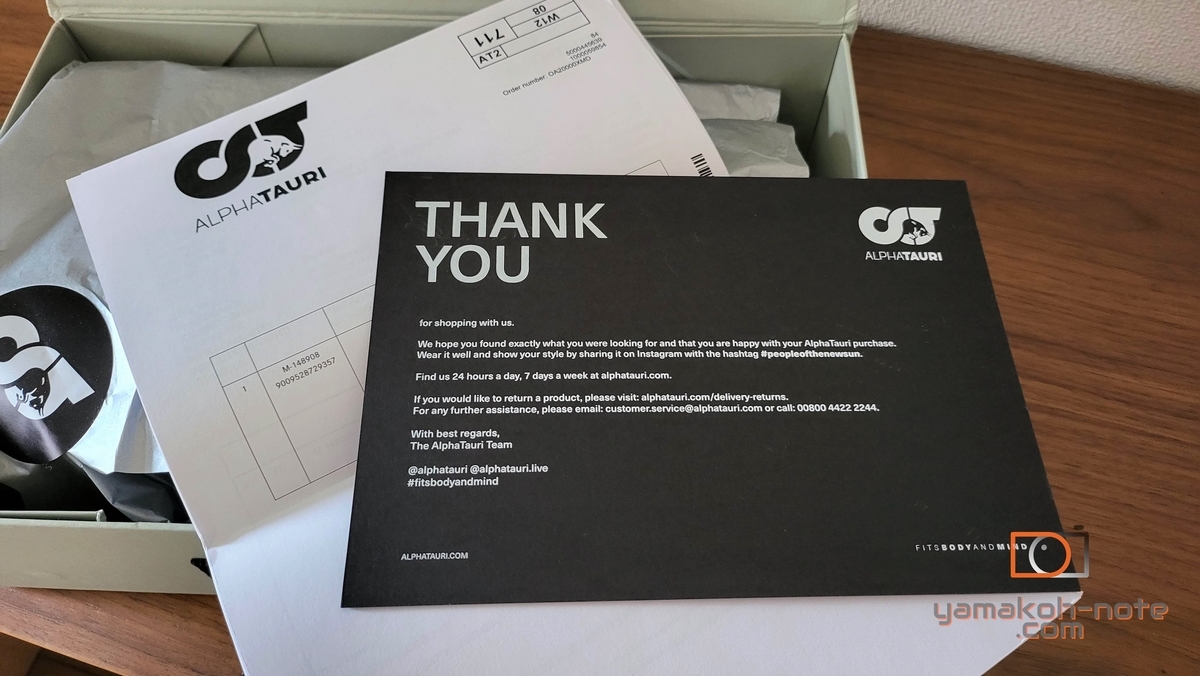 W12
08
711
AT2
84
5000445639
1000059854
Order number: OA20000XMD
ALPHATAURI
M-148908
1
9009528729357
THANK
YOU
ALPHATAURI
for shopping with us.
We hope you found exactly what you were looking for and that you are happy with your AlphaTauri purchase.
Wear it well and show your style by sharing it on Instagram with the hashtag #peopleofthenewsun.
Find us 24 hours a day, 7 days a week at alphatauri.com.
If you would like to return a product, please visit: alphatauri.com/delivery-returns.
For any further assistance, please email: customer.service@alphatauri.com or call: 00800 4422 2244.
With best regards,
The AlphaTauri Team
@alphatauri @alphatauri.live
#fitsbodyandmind
ALPHATAURI.COM
FITSBODYANDMIND
yamakoh-note
.com